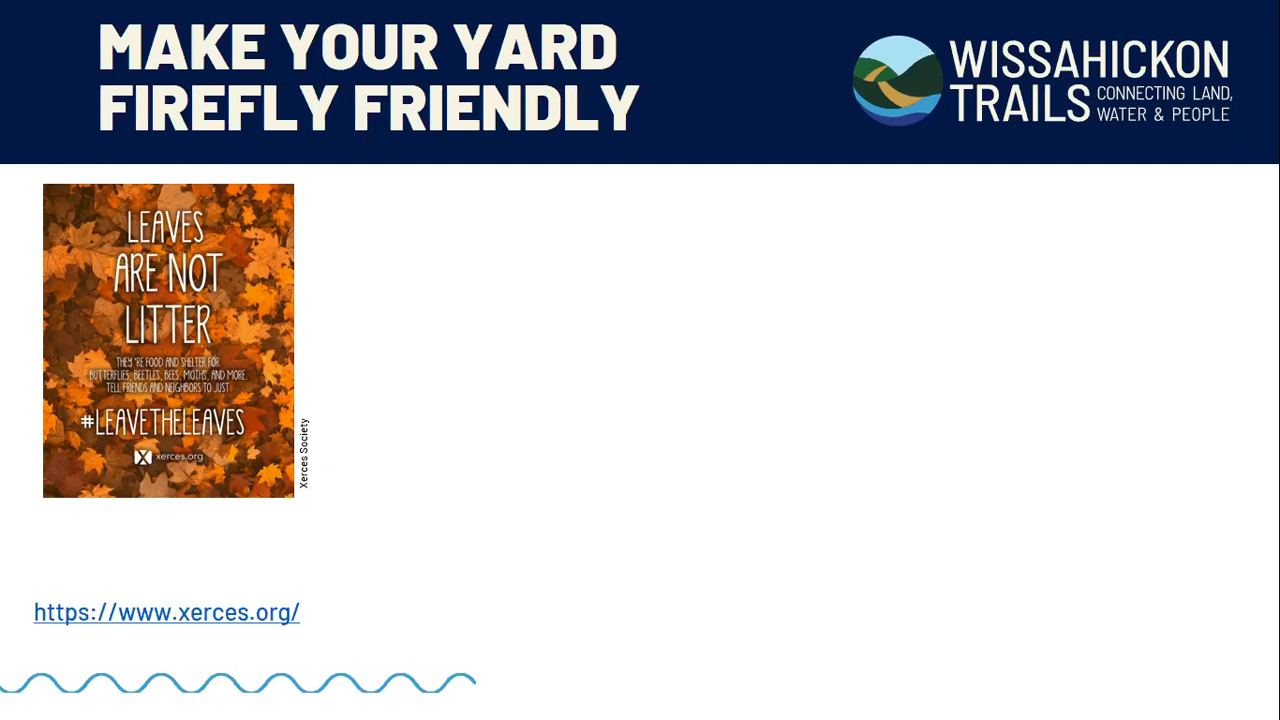 MAKE YOUR YARD
FIREFLY FRIENDLY
WISSAHICKON
TRAILS CONNECTING LAND,
WATER & PEOPLE
LEAVES
ARE NOT
LITTER
THEY'RE FOOD AND SHELTER FOR
BUTTERFLIES, BEETLES, BEES, MOTHS, AND MORE.
TELL FRIENDS AND NEIGHBORS TO JUST
#LEAVETHELEAVES
X xerces.org
Xerces Society
https://www.xerces.org/